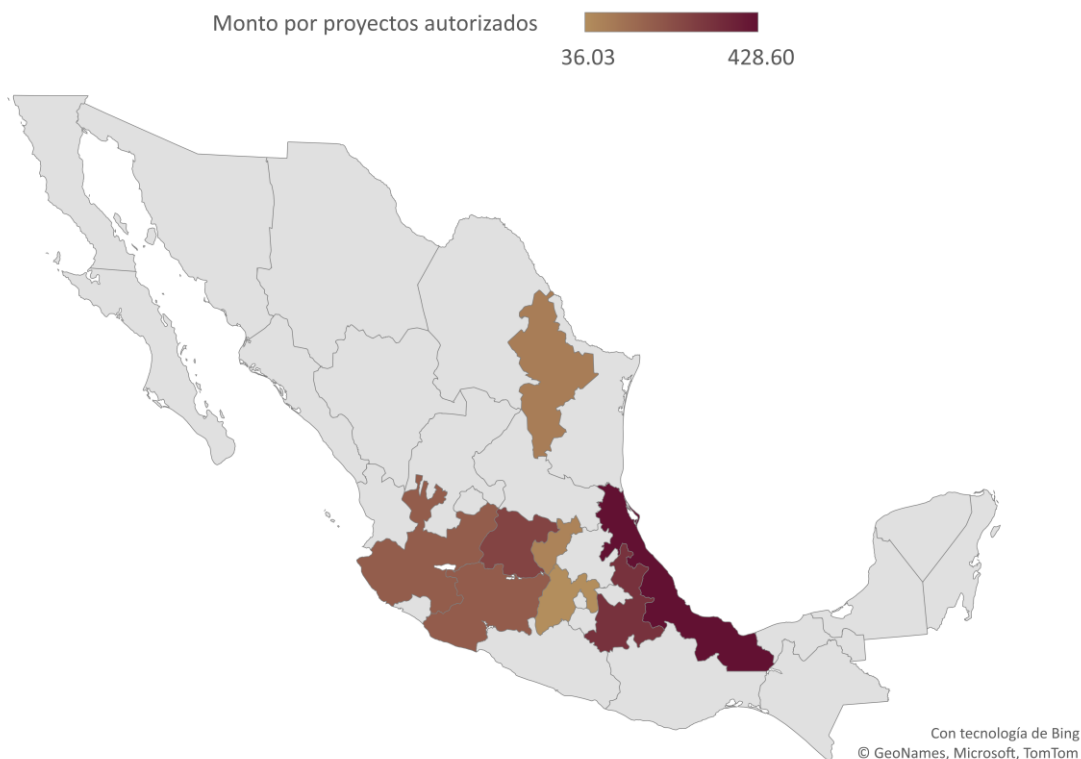 Monto por proyectos autorizados
36.03 428.60
Con tecnología de Bing
© GeoNames, Microsoft, TomTom